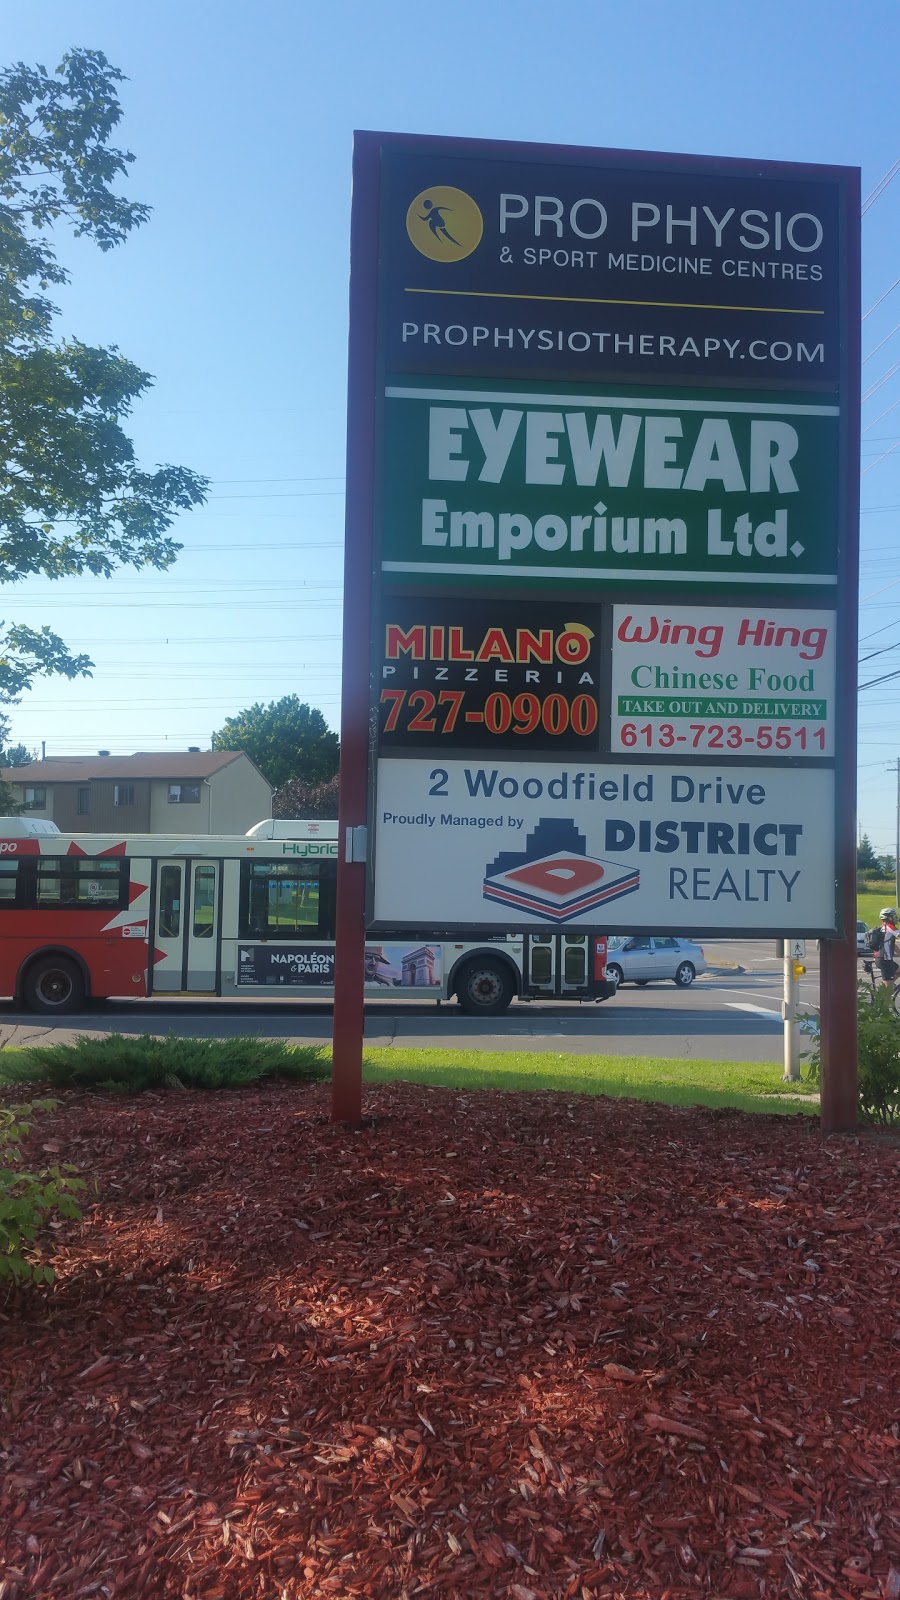 PRO PHYSIO
& SPORT MEDICINE CENTRES
PROPHYSIOTHERAPY.COM
EYEWEAR
Emporium Ltd.
MILANO
PIZZERIA
727-0900
Wing Hing
Chinese Food
TAKE OUT AND DELIVERY
613-723-5511
2 Woodfield Drive
Proudly Managed by
DISTRICT
REALTY
D
po
Hybrid
NAPOLÉON
& PARIS